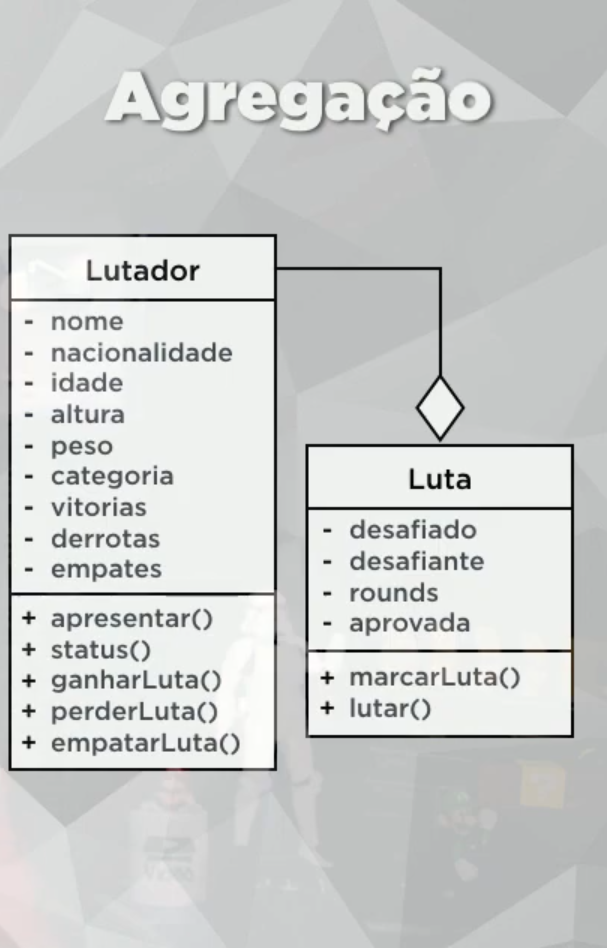 Agregação
Lutador
- nome
- nacionalidade
- idade
- altura
- peso
- categoria
- vitorias
- derrotas
- empates
+ apresentar()
+ status()
+ ganharLuta()
+ perderLuta()
+ empatarLuta()
Luta
- desafiado
- desafiante
- rounds
- aprovada
+ marcarLuta()
+ lutar()